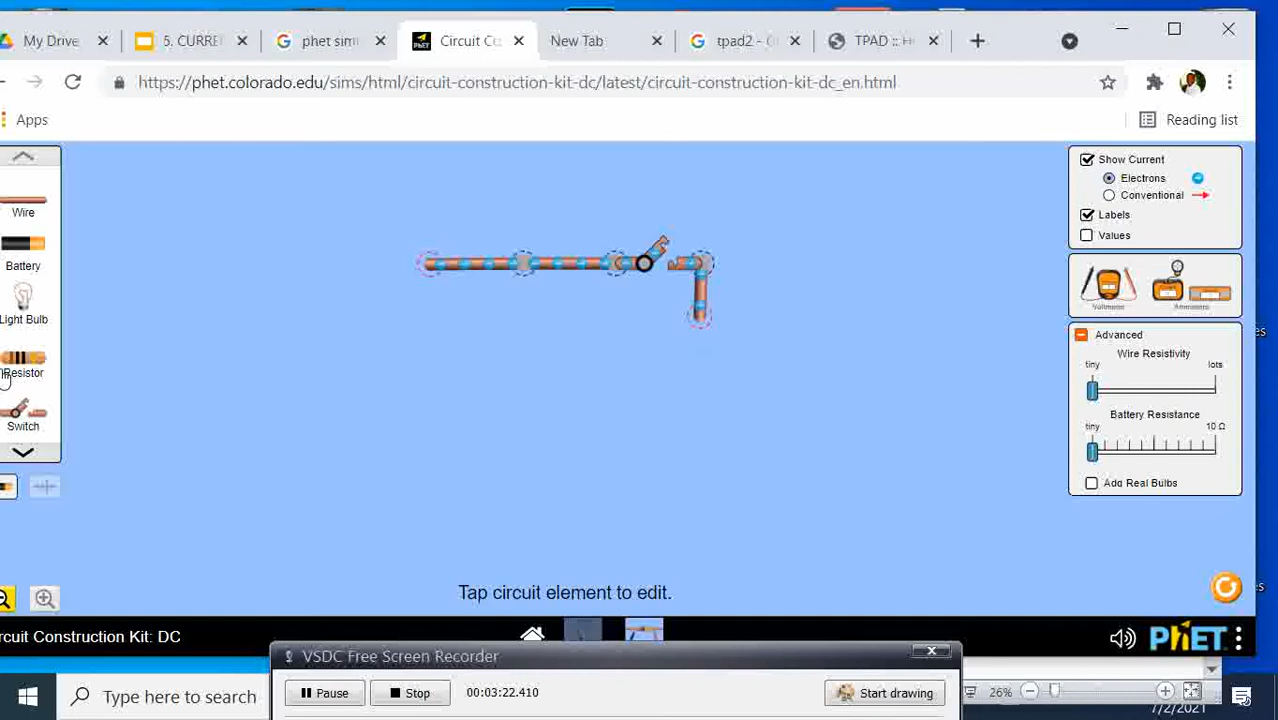 My Drive
5. CURRE
phet sim
Circuit Co
New Tab
tpad2 -
TPAD :: H
https://phet.colorado.edu/sims/html/circuit-construction-kit-dc/latest/circuit-construction-kit-dc_en.html
Apps
Reading list
Wire
Battery
Light Bulb
Resistor
Switch
Show Current
Electrons
Conventional
Labels
Values
Voltmeter
Ammeters
Advanced
Wire Resistivity
tiny lots
Battery Resistance
tiny 10 Ω
Add Real Bulbs
Tap circuit element to edit.
rcuit Construction Kit: DC
PhET
VSDC Free Screen Recorder
Pause
Stop
00:03:22.410
Start drawing
Type here to search
26%
7/2/2021